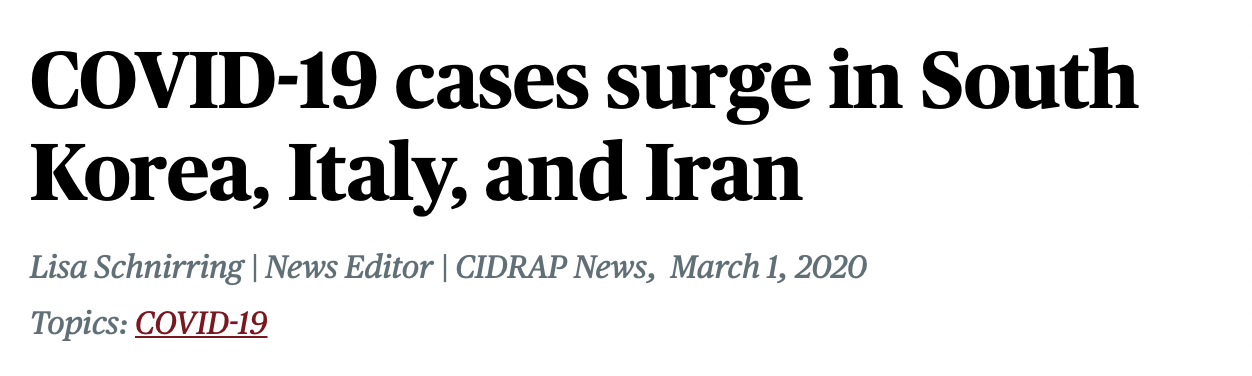 COVID-19 cases surge in South
Korea, Italy, and Iran
Lisa Schnirring | News Editor | CIDRAP News, March 1, 2020
Topics: COVID-19